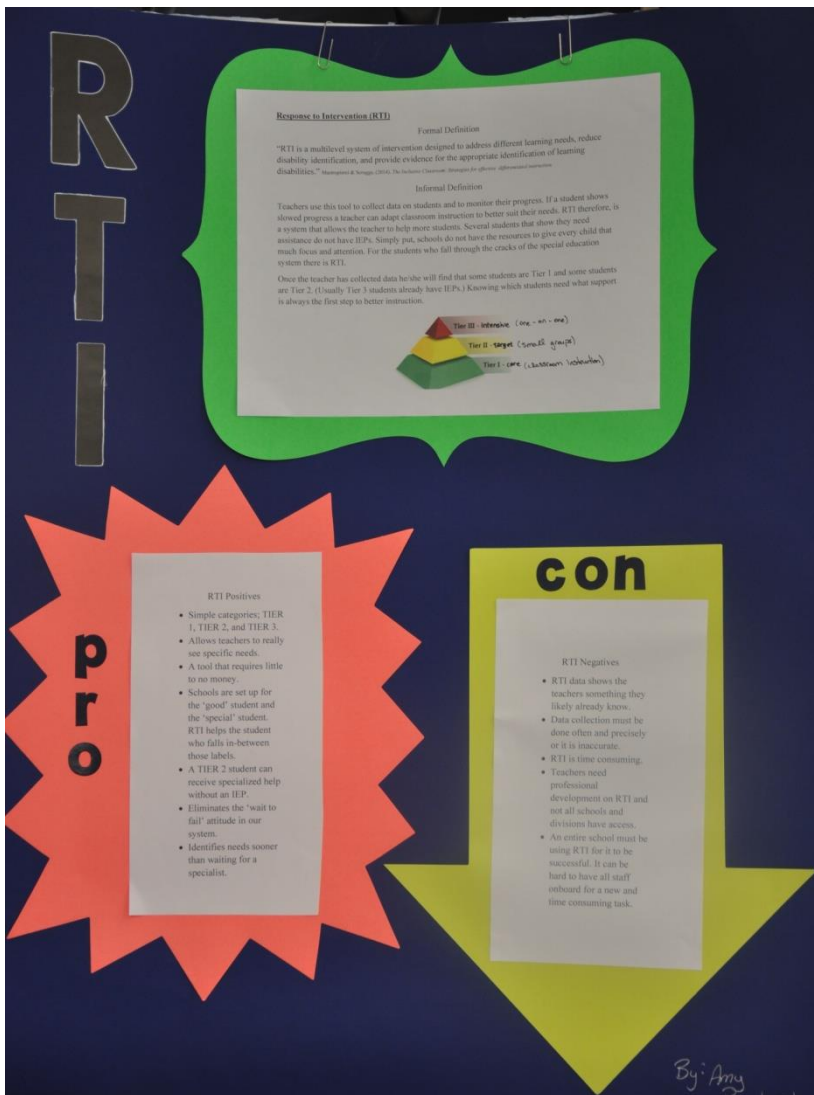 RTI
Response to Intervention (RTI)
Formal Definition
"RTI is a multilevel system of intervention designed to address different learning needs, reduce
disability identification, and provide evidence for the appropriate identification of learning
disabilities." Mastropieri & Scruggs. (2014). The Inclusive Classroom: Strategies for effective differentiated instruction.
Informal Definition
Teachers use this tool to collect data on students and to monitor their progress. If a student shows
slowed progress a teacher can adapt classroom instruction to better suit their needs. RTI therefore, is
a system that allows the teacher to help more students. Several students that show they need
assistance do not have IEPs. Simply put, schools do not have the resources to give every child that
much focus and attention. For the students who fall through the cracks of the special education
system there is RTI.
Once the teacher has collected data he/she will find that some students are Tier 1 and some students
are Tier 2. (Usually Tier 3 students already have IEPs.) Knowing which students need what support
is always the first step to better instruction.
Tier III - intensive (one - on - one)
Tier II - target (small groups)
Tier I - core (classroom instruction)
pro
RTI Positives
• Simple categories; TIER
1, TIER 2, and TIER 3.
• Allows teachers to really
see specific needs.
• A tool that requires little
to no money.
• Schools are set up for
the 'good' student and
the 'special' student.
RTI helps the student
who falls in-between
those labels.
• A TIER 2 student can
receive specialized help
without an IEP.
• Eliminates the 'wait to
fail' attitude in our
system.
• Identifies needs sooner
than waiting for a
specialist.
con
RTI Negatives
• RTI data shows the
teachers something they
likely already know.
• Data collection must be
done often and precisely
or it is inaccurate.
• RTI is time consuming.
• Teachers need
professional
development on RTI and
not all schools and
divisions have access.
• An entire school must be
using RTI for it to be
successful. It can be
hard to have all staff
onboard for a new and
time consuming task.
By: Amy